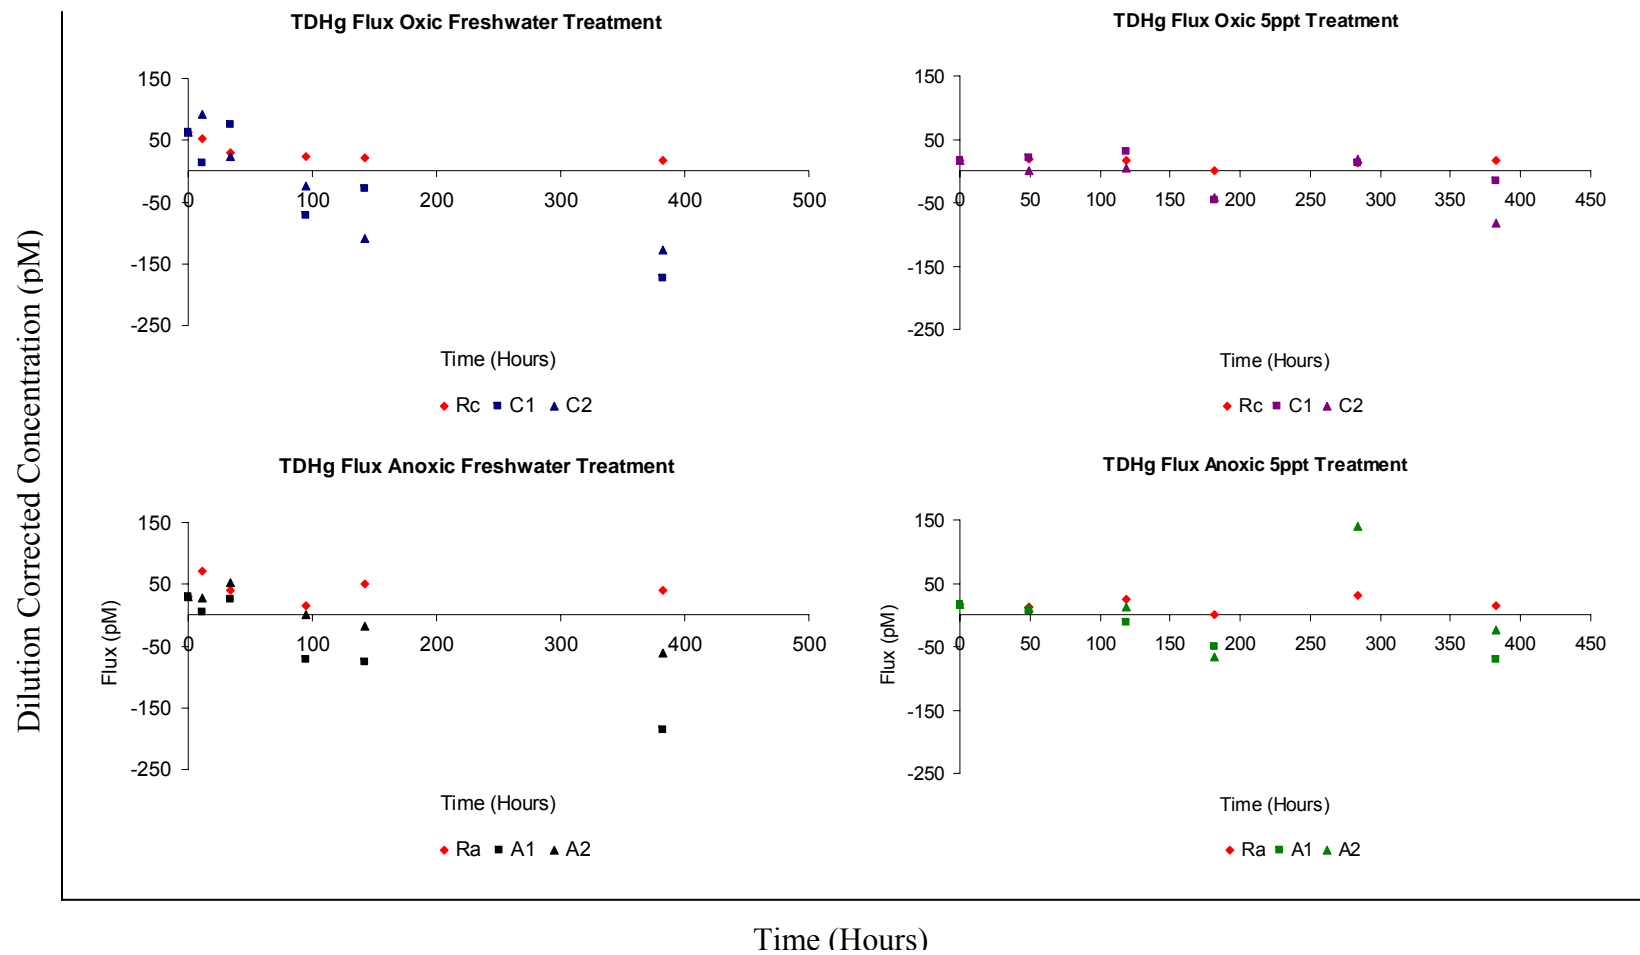 TDHg Flux Oxic Freshwater Treatment
150
50
-50
-150
-250
0 100 200 300 400 500
Time (Hours)
Rc C1 C2
TDHg Flux Oxic 5ppt Treatment
150
50
-50
-150
-250
0 50 100 150 200 250 300 350 400 450
Time (Hours)
Rc C1 C2
Dilution Corrected Concentration (pM)
TDHg Flux Anoxic Freshwater Treatment
150
50
-50
-150
-250
Flux (pM)
0 100 200 300 400 500
Time (Hours)
Ra A1 A2
TDHg Flux Anoxic 5ppt Treatment
150
50
-50
-150
-250
Flux (pM)
0 50 100 150 200 250 300 350 400 450
Time (Hours)
Ra A1 A2
Time (Hours)